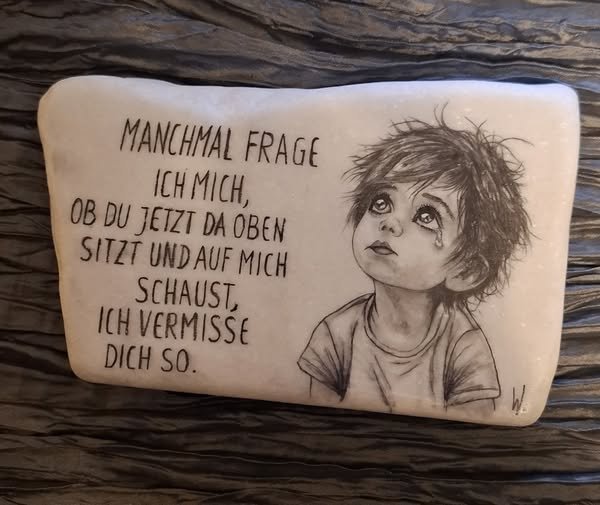 MANCHMAL FRAGE
ICH MICH,
OB DU JETZT DA OBEN
SITZT UND AUF MICH
SCHAUST,
ICH VERMISSE
DICH SO.
W